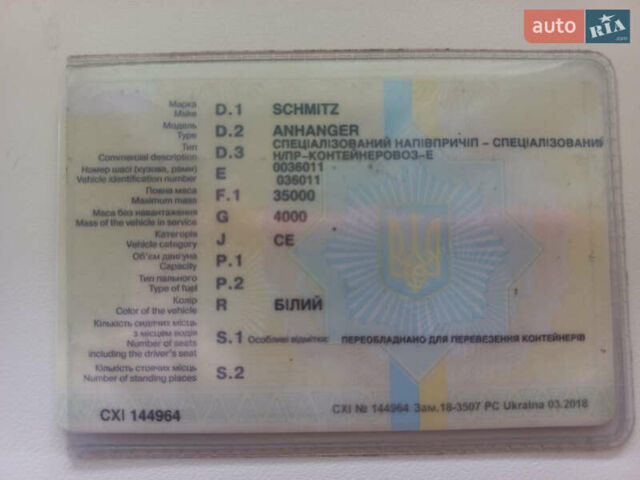 auto RIA .com
Марка
Make D.1 SCHMITZ
Модель
Type D.2 ANHANGER
Тип
Commercial description D.3 СПЕЦІАЛІЗОВАНИЙ НАПІВПРИЧІП - СПЕЦІАЛІЗОВАНИЙ
Н/ПР-КОНТЕЙНЕРОВОЗ-Е
Номер шасі (кузова, рами) E 0036011
Vehicle identification number 036011
Повна маса
Maximum mass F.1 35000
Маса без навантаження
Mass of the vehicle in service G 4000
Категорія
Vehicle category J CE
Об'єм двигуна
Capacity P.1
Тип пального
Type of fuel P.2
Колір
Color of the vehicle R БІЛИЙ
Кількість сидячих місць
з місцем водія
Number of seats
including the driver's seat S.1 Особливі відмітки: ПЕРЕОБЛАДНАНО ДЛЯ ПЕРЕВЕЗЕННЯ КОНТЕЙНЕРІВ
Кількість стоячих місць
Number of standing places S.2
СХІ 144964
СХІ № 144964 Зам.18-3507 РС Ukraina 03.2018